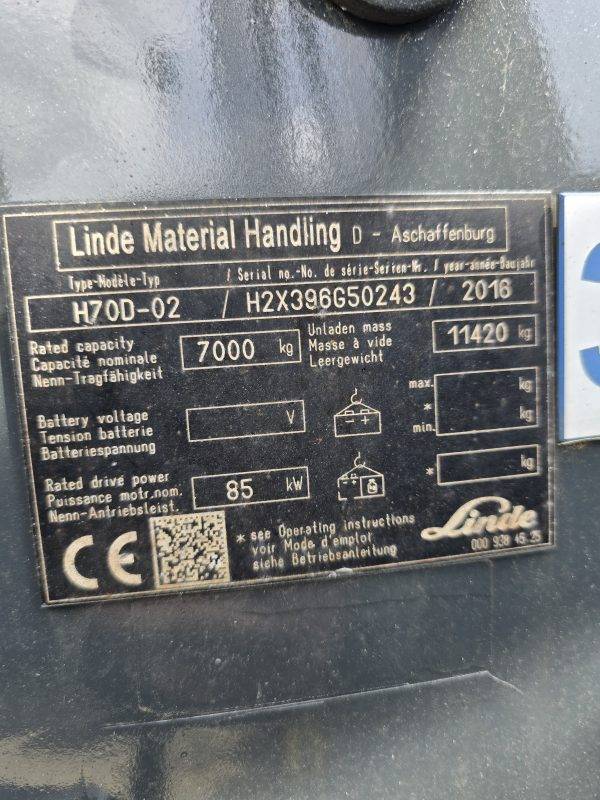 Linde Material Handling D - Aschaffenburg
Type-Modèle-Typ / Serial no.-No. de série-Serien-Nr. / year-année-Baujahr
H70D-02 / H2X396G50243 / 2016
Rated capacity
Capacité nominale
Nenn-Tragfähigkeit
7000 kg
Unladen mass
Masse à vide
Leergewicht
11420 kg
Battery voltage
Tension batterie
Batteriespannung
V
max. kg
*
min. kg
Rated drive power
Puissance motr.nom.
Nenn-Antriebsleist.
85 kW
* kg
CE
* see Operating instructions
voir Mode d'emploi
siehe Betriebsanleitung
Linde
000 938 45 25